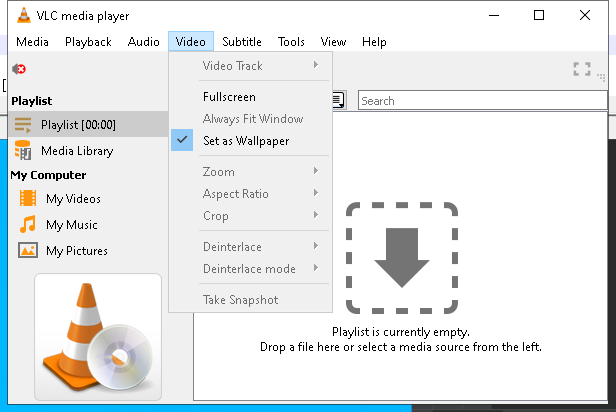 VLC media player
Media Playback Audio Video Subtitle Tools View Help
Video Track
Fullscreen
Always Fit Window
Set as Wallpaper
Zoom
Aspect Ratio
Crop
Deinterlace
Deinterlace mode
Take Snapshot
Search
Playlist
Playlist [00:00]
Media Library
My Computer
My Videos
My Music
My Pictures
Playlist is currently empty.
Drop a file here or select a media source from the left.